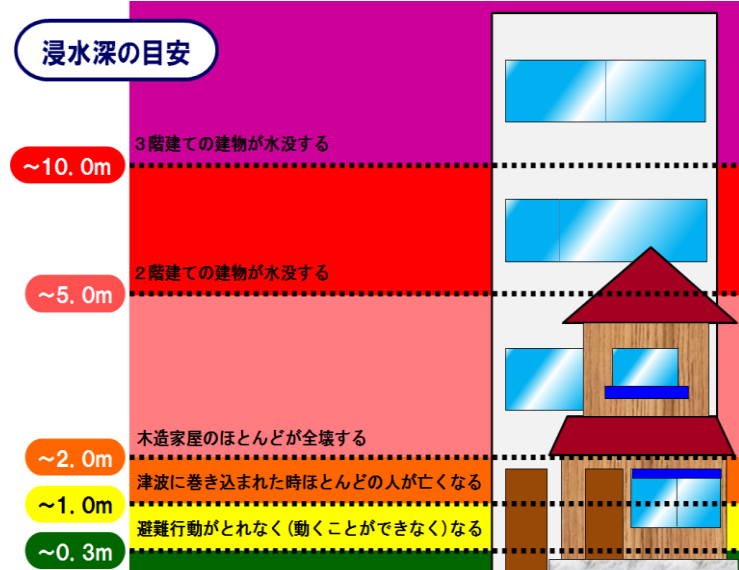 浸水深の目安
3階建ての建物が水没する
~10.0m
2階建ての建物が水没する
~5.0m
木造家屋のほとんどが全壊する
~2.0m
津波に巻き込まれた時ほとんどの人が亡くなる
~1.0m
避難行動がとれなく(動くことができなく)なる
~0.3m